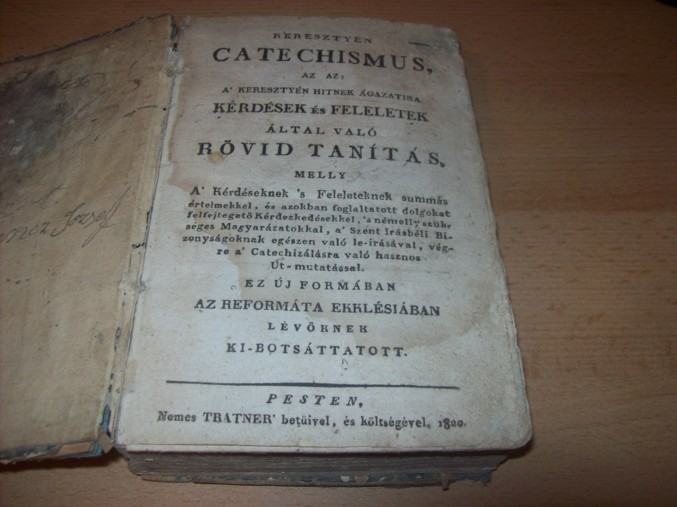 KERESZTYÉN
CATECHISMUS,
AZ AZ:
A' KERESZTYÉN HITNEK ÁGAZATIRA
KÉRDÉSEK ÉS FELELETEK
ÁLTAL VALÓ
RÖVID TANÍTÁS,
MELLY
A' Kérdéseknek 's Feleleteknek summás
értelmekkel, és azokban foglaltatott dolgokat
felfejtegető Kérdezkedésekkel, 's némelly szük-
séges Magyarázatokkal, a' Szent Irásbéli Bi-
zonyságoknak egészen való le-irásával, vég-
re a' Catechizálásra való hasznos
Út-mutatással.
EZ ÚJ FORMÁBAN
AZ REFORMÁTA EKKLÉSIÁBAN
LÉVŐKNEK
KI-BOTSÁTTATOTT.
PESTEN,
Nemes TRATNER' betüivel, és költségével, 1820.